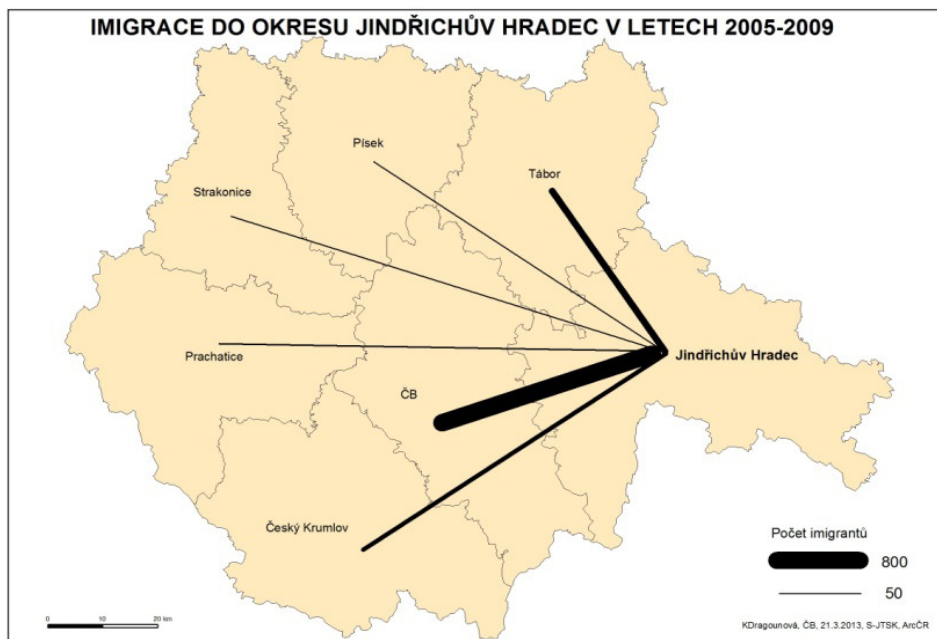 IMIGRACE DO OKRESU JINDŘICHŮV HRADEC V LETECH 2005-2009
Písek
Tábor
Strakonice
Prachatice
Jindřichův Hradec
ČB
Český Krumlov
Počet imigrantů
800
50
0 10 20 km
KDragounová, ČB, 21.3.2013, S-JTSK, ArcČR